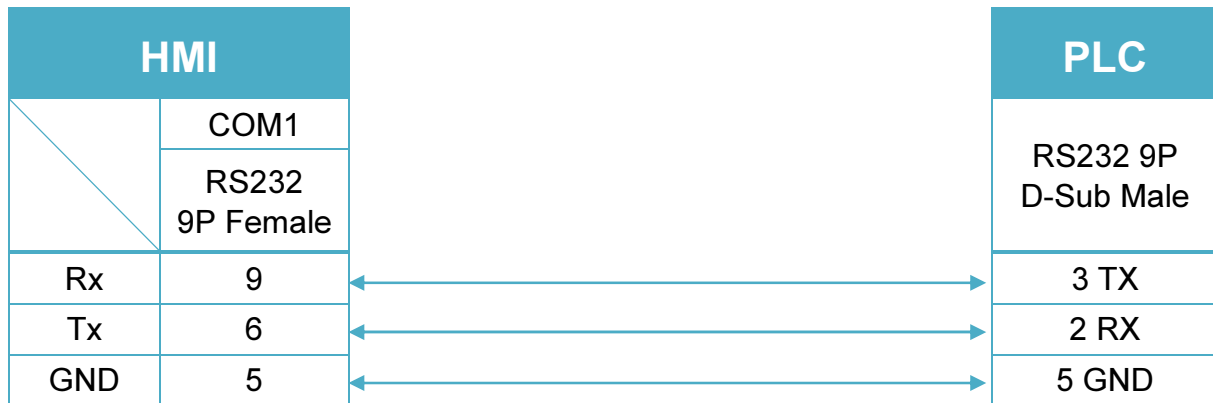 HMI
PLC
COM1
RS232
9P Female
RS232 9P
D-Sub Male
Rx 9 3 TX
Tx 6 2 RX
GND 5 5 GND